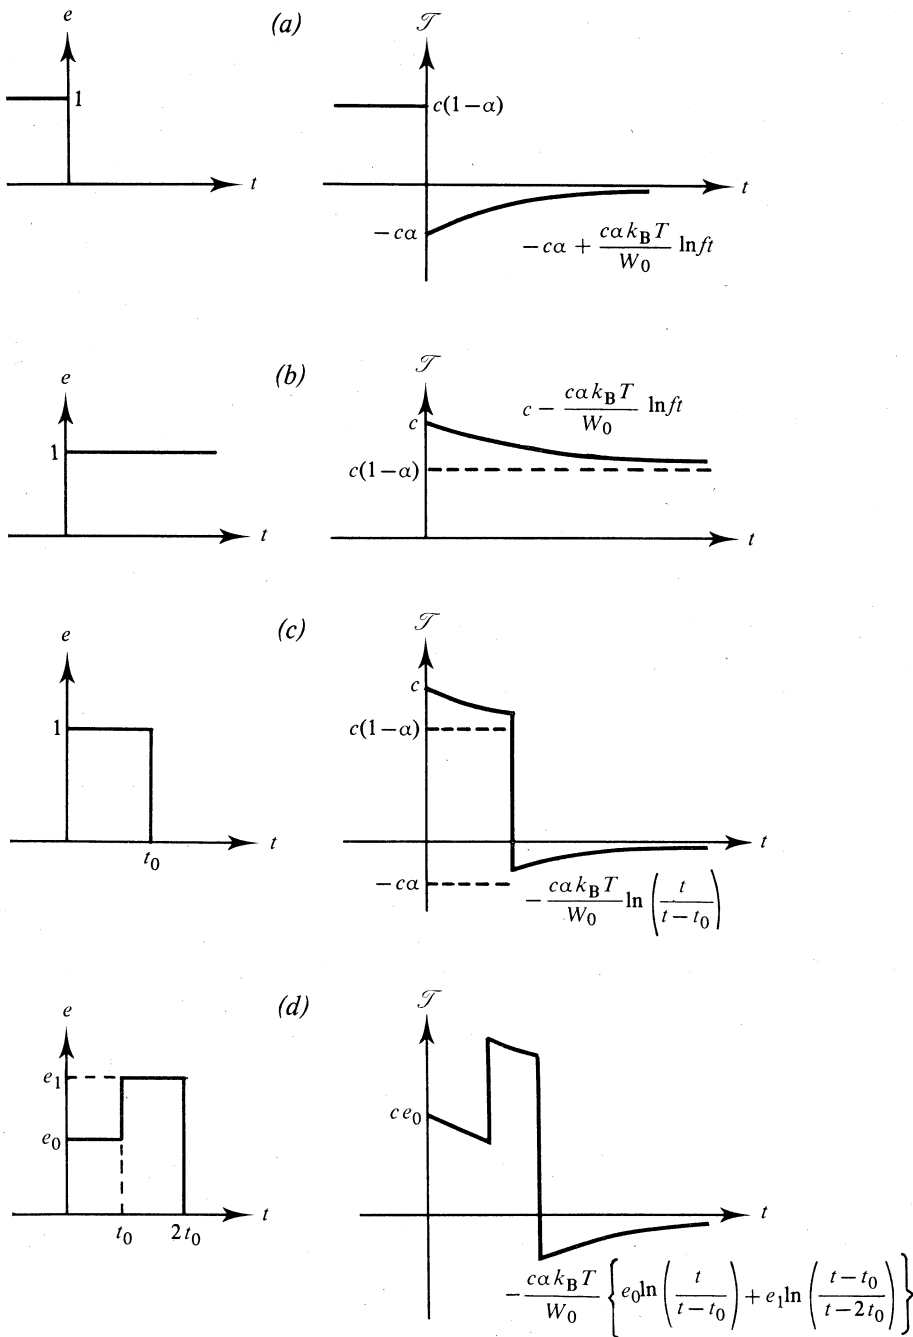 (a)
e
1
t
𝒯
c(1−α)
−cα
t
−cα + cαk_B T / W_0 ln ft
(b)
e
1
t
𝒯
c
c(1−α)
t
c − cαk_B T / W_0 ln ft
(c)
e
1
t_0
t
𝒯
c
c(1−α)
−cα
t
− cαk_B T / W_0 ln (t / t−t_0)
(d)
e
e_1
e_0
t_0
2t_0
t
𝒯
c e_0
t
− cαk_B T / W_0 {e_0 ln (t / t−t_0) + e_1 ln (t−t_0 / t−2t_0)}